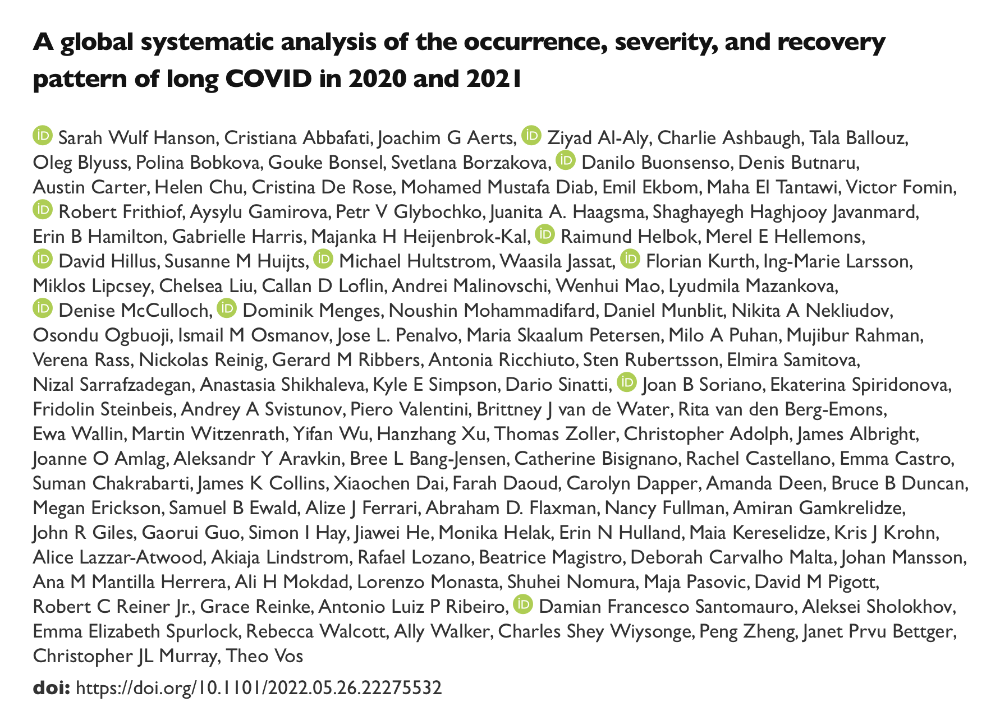 A global systematic analysis of the occurrence, severity, and recovery
pattern of long COVID in 2020 and 2021
iD Sarah Wulf Hanson, Cristiana Abbafati, Joachim G Aerts, iD Ziyad Al-Aly, Charlie Ashbaugh, Tala Ballouz,
Oleg Blyuss, Polina Bobkova, Gouke Bonsel, Svetlana Borzakova, iD Danilo Buonsenso, Denis Butnaru,
Austin Carter, Helen Chu, Cristina De Rose, Mohamed Mustafa Diab, Emil Ekbom, Maha El Tantawi, Victor Fomin,
iD Robert Frithiof, Aysylu Gamirova, Petr V Glybochko, Juanita A. Haagsma, Shaghayegh Haghjooy Javanmard,
Erin B Hamilton, Gabrielle Harris, Majanka H Heijenbrok-Kal, iD Raimund Helbok, Merel E Hellemons,
iD David Hillus, Susanne M Huijts, iD Michael Hultstrom, Waasila Jassat, iD Florian Kurth, Ing-Marie Larsson,
Miklos Lipcsey, Chelsea Liu, Callan D Loflin, Andrei Malinovschi, Wenhui Mao, Lyudmila Mazankova,
iD Denise McCulloch, iD Dominik Menges, Noushin Mohammadifard, Daniel Munblit, Nikita A Nekliudov,
Osondu Ogbuoji, Ismail M Osmanov, Jose L. Penalvo, Maria Skaalum Petersen, Milo A Puhan, Mujibur Rahman,
Verena Rass, Nickolas Reinig, Gerard M Ribbers, Antonia Ricchiuto, Sten Rubertsson, Elmira Samitova,
Nizal Sarrafzadegan, Anastasia Shikhaleva, Kyle E Simpson, Dario Sinatti, iD Joan B Soriano, Ekaterina Spiridonova,
Fridolin Steinbeis, Andrey A Svistunov, Piero Valentini, Brittney J van de Water, Rita van den Berg-Emons,
Ewa Wallin, Martin Witzenrath, Yifan Wu, Hanzhang Xu, Thomas Zoller, Christopher Adolph, James Albright,
Joanne O Amlag, Aleksandr Y Aravkin, Bree L Bang-Jensen, Catherine Bisignano, Rachel Castellano, Emma Castro,
Suman Chakrabarti, James K Collins, Xiaochen Dai, Farah Daoud, Carolyn Dapper, Amanda Deen, Bruce B Duncan,
Megan Erickson, Samuel B Ewald, Alize J Ferrari, Abraham D. Flaxman, Nancy Fullman, Amiran Gamkrelidze,
John R Giles, Gaorui Guo, Simon I Hay, Jiawei He, Monika Helak, Erin N Hulland, Maia Kereselidze, Kris J Krohn,
Alice Lazzar-Atwood, Akiaja Lindstrom, Rafael Lozano, Beatrice Magistro, Deborah Carvalho Malta, Johan Mansson,
Ana M Mantilla Herrera, Ali H Mokdad, Lorenzo Monasta, Shuhei Nomura, Maja Pasovic, David M Pigott,
Robert C Reiner Jr., Grace Reinke, Antonio Luiz P Ribeiro, iD Damian Francesco Santomauro, Aleksei Sholokhov,
Emma Elizabeth Spurlock, Rebecca Walcott, Ally Walker, Charles Shey Wiysonge, Peng Zheng, Janet Prvu Bettger,
Christopher JL Murray, Theo Vos
doi: https://doi.org/10.1101/2022.05.26.22275532